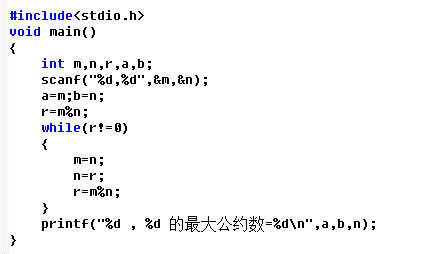 #include<stdio.h>
void main()
{
    int m,n,r,a,b;
    scanf("%d,%d",&m,&n);
    a=m;b=n;
    r=m%n;
    while(r!=0)
    {
        m=n;
        n=r;
        r=m%n;
    }
    printf("%d , %d 的最大公约数=%d\n",a,b,n);
}